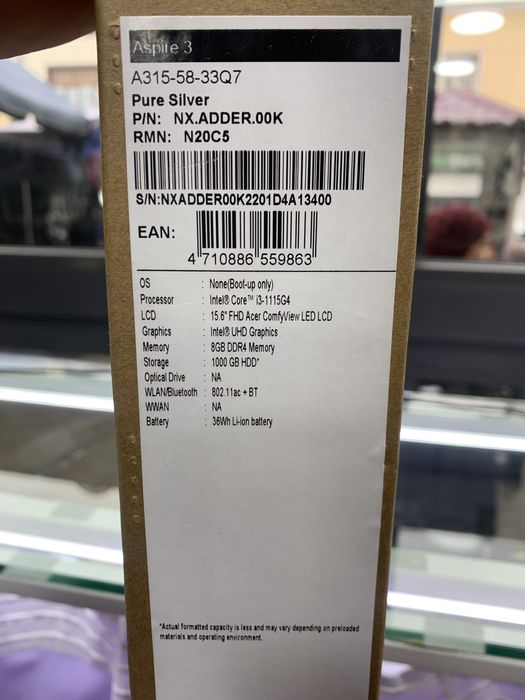 Aspire 3
A315-58-33Q7
Pure Silver
P/N: NX.ADDER.00K
RMN: N20C5
S/N:NXADDER00K2201D4A13400
EAN:
4 710886 559863
OS : None(Boot-up only)
Processor : Intel® Core™ i3-1115G4
LCD : 15.6" FHD Acer ComfyView LED LCD
Graphics : Intel® UHD Graphics
Memory : 8GB DDR4 Memory
Storage : 1000 GB HDD*
Optical Drive : NA
WLAN/Bluetooth : 802.11ac + BT
WWAN : NA
Battery : 36Wh Li-ion battery
*Actual formatted capacity is less and may vary depending on preloaded
materials and operating environment.